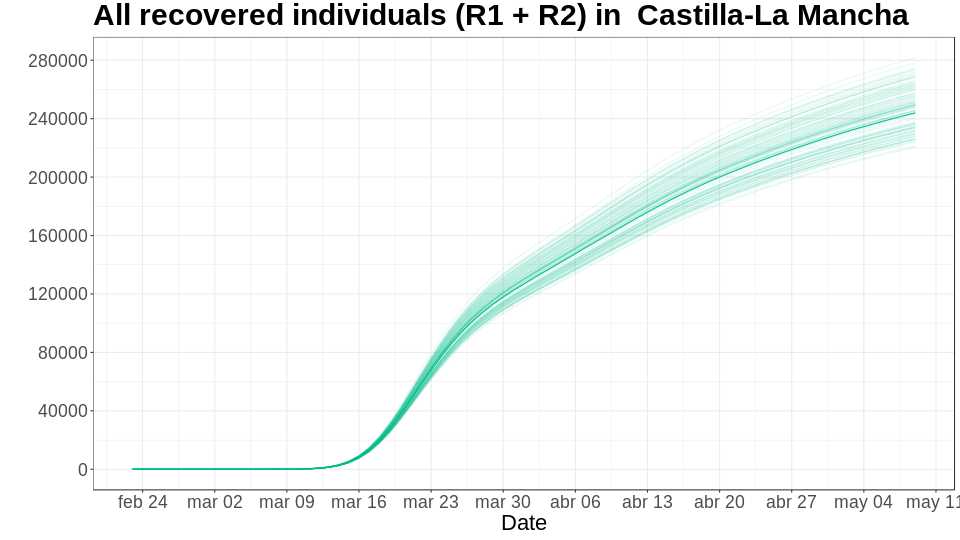 All recovered individuals (R1 + R2) in  Castilla-La Mancha
280000
240000
200000
160000
120000
80000
40000
0
feb 24 mar 02 mar 09 mar 16 mar 23 mar 30 abr 06 abr 13 abr 20 abr 27 may 04 may 11
Date